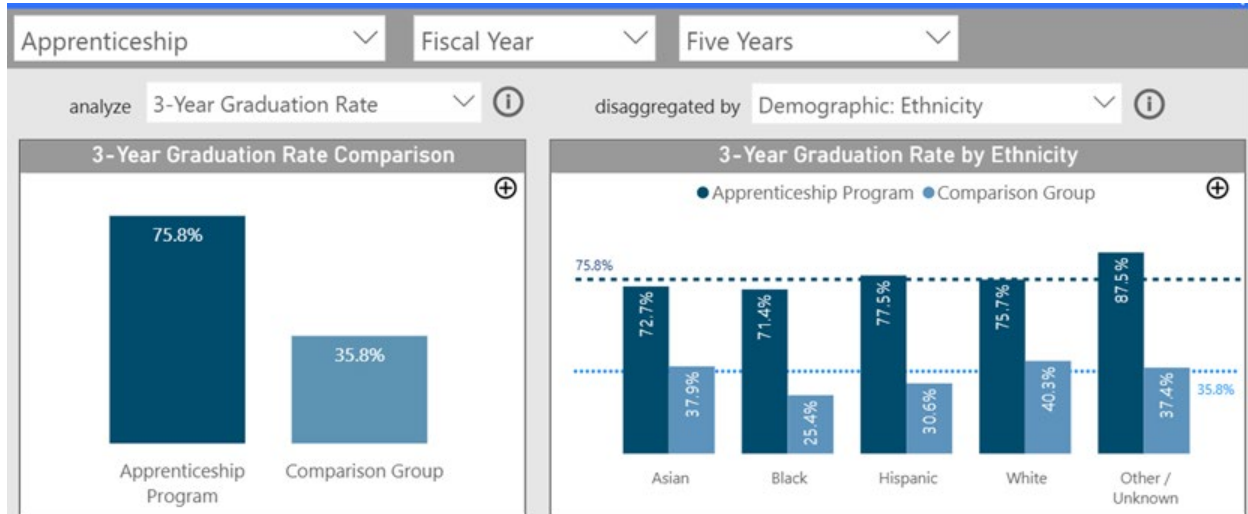 Apprenticeship
Fiscal Year
Five Years
analyze 3-Year Graduation Rate
disaggregated by Demographic: Ethnicity
3-Year Graduation Rate Comparison
75.8%
35.8%
Apprenticeship
Program
Comparison Group
3-Year Graduation Rate by Ethnicity
Apprenticeship Program Comparison Group
75.8%
72.7%
37.9%
71.4%
25.4%
77.5%
30.6%
75.7%
40.3%
87.5%
37.4%
35.8%
Asian
Black
Hispanic
White
Other /
Unknown